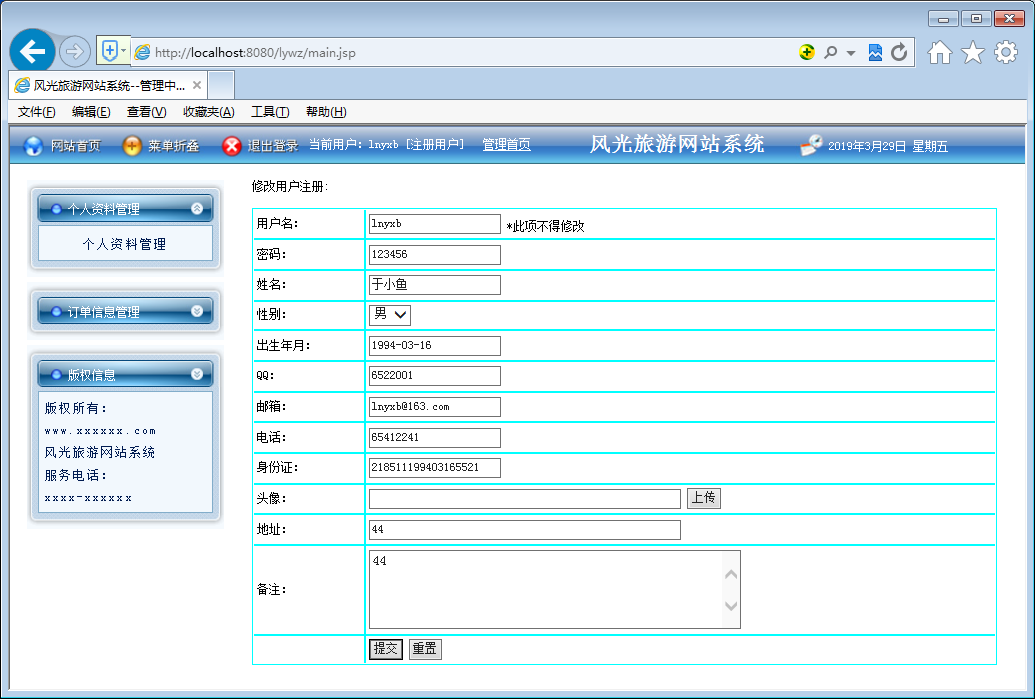 http://localhost:8080/lywz/main.jsp
风光旅游网站系统--管理中...
文件(F) 编辑(E) 查看(V) 收藏夹(A) 工具(T) 帮助(H)
网站首页 菜单折叠 退出登录 当前用户: lnyxb [注册用户] 管理首页 风光旅游网站系统 2019年3月29日 星期五
个人资料管理
个人资料管理
订单信息管理
版权信息
版权所有:
www.xxxxxx.com
风光旅游网站系统
服务电话:
xxxx-xxxxxx
修改用户注册:
用户名: lnyxb *此项不得修改
密码: 123456
姓名: 于小鱼
性别: 男
出生年月: 1994-03-16
QQ: 6522001
邮箱: lnyxb@163.com
电话: 65412241
身份证: 218511199403165521
头像: 上传
地址: 44
备注: 44
提交 重置